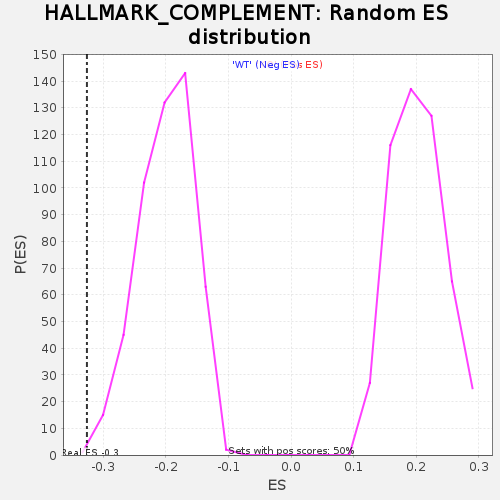 HALLMARK_COMPLEMENT: Random ES
distribution
'WT' (Neg ES): ES)
150
140
130
120
110
100
90
80
70
60
50
40
30
20
10
0
P(ES)
Real ES -0.3
Sets with pos scores: 50%
-0.3 -0.2 -0.1 0.0 0.1 0.2 0.3
ES